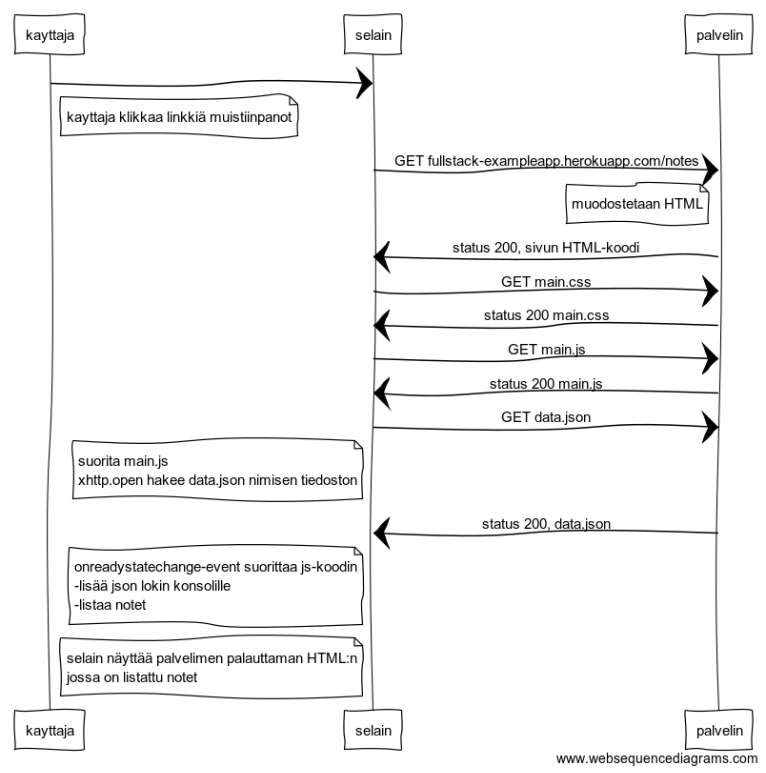 kayttaja
selain
palvelin
kayttaja klikkaa linkkiä muistiinpanot
GET fullstack-exampleapp.herokuapp.com/notes
muodostetaan HTML
status 200, sivun HTML-koodi
GET main.css
status 200 main.css
GET main.js
status 200 main.js
GET data.json
suorita main.js
xhttp.open hakee data.json nimisen tiedoston
status 200, data.json
onreadystatechange-event suorittaa js-koodin
-lisää json lokin konsolille
-listaa notet
selain näyttää palvelimen palauttaman HTML:n
jossa on listattu notet
kayttaja
selain
palvelin
www.websequencediagrams.com